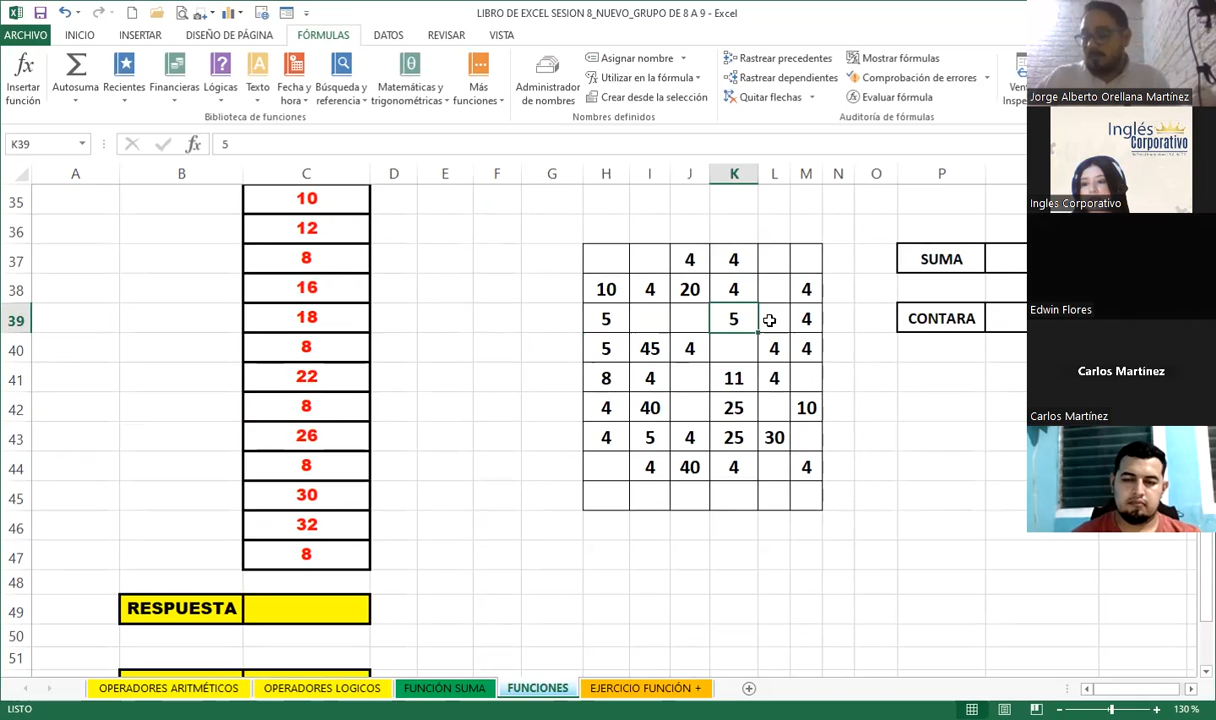 LIBRO DE EXCEL SESION 8_NUEVO_GRUPO DE 8 A 9 - Excel
ARCHIVO INICIO INSERTAR DISEÑO DE PÁGINA FÓRMULAS DATOS REVISAR VISTA
Insertar función
Autosuma
Recientes
Financieras
Lógicas
Texto
Fecha y hora
Búsqueda y referencia
Matemáticas y trigonométricas
Más funciones
Biblioteca de funciones
Administrador de nombres
Asignar nombre
Utilizar en la fórmula
Crear desde la selección
Nombres definidos
Rastrear precedentes
Rastrear dependientes
Quitar flechas
Mostrar fórmulas
Comprobación de errores
Evaluar fórmula
Auditoría de fórmulas
K39 fx 5
A B C D E F G H I J K L M N O P
35 10
36 12
37 8 4 4 SUMA
38 16 10 4 20 4 4
39 18 5 5 4 CONTARA
40 8 5 45 4 4 4
41 22 8 4 11 4
42 8 4 40 25 10
43 26 4 5 4 25 30
44 8 4 40 4 4
45 30
46 32
47 8
48
49 RESPUESTA
50
51
OPERADORES ARITMÉTICOS OPERADORES LOGICOS FUNCIÓN SUMA FUNCIONES EJERCICIO FUNCIÓN +
LISTO 130 %
Jorge Alberto Orellana Martínez
Inglés Corporativo
Ingles Corporativo
Edwin Flores
Carlos Martínez
Carlos Martínez